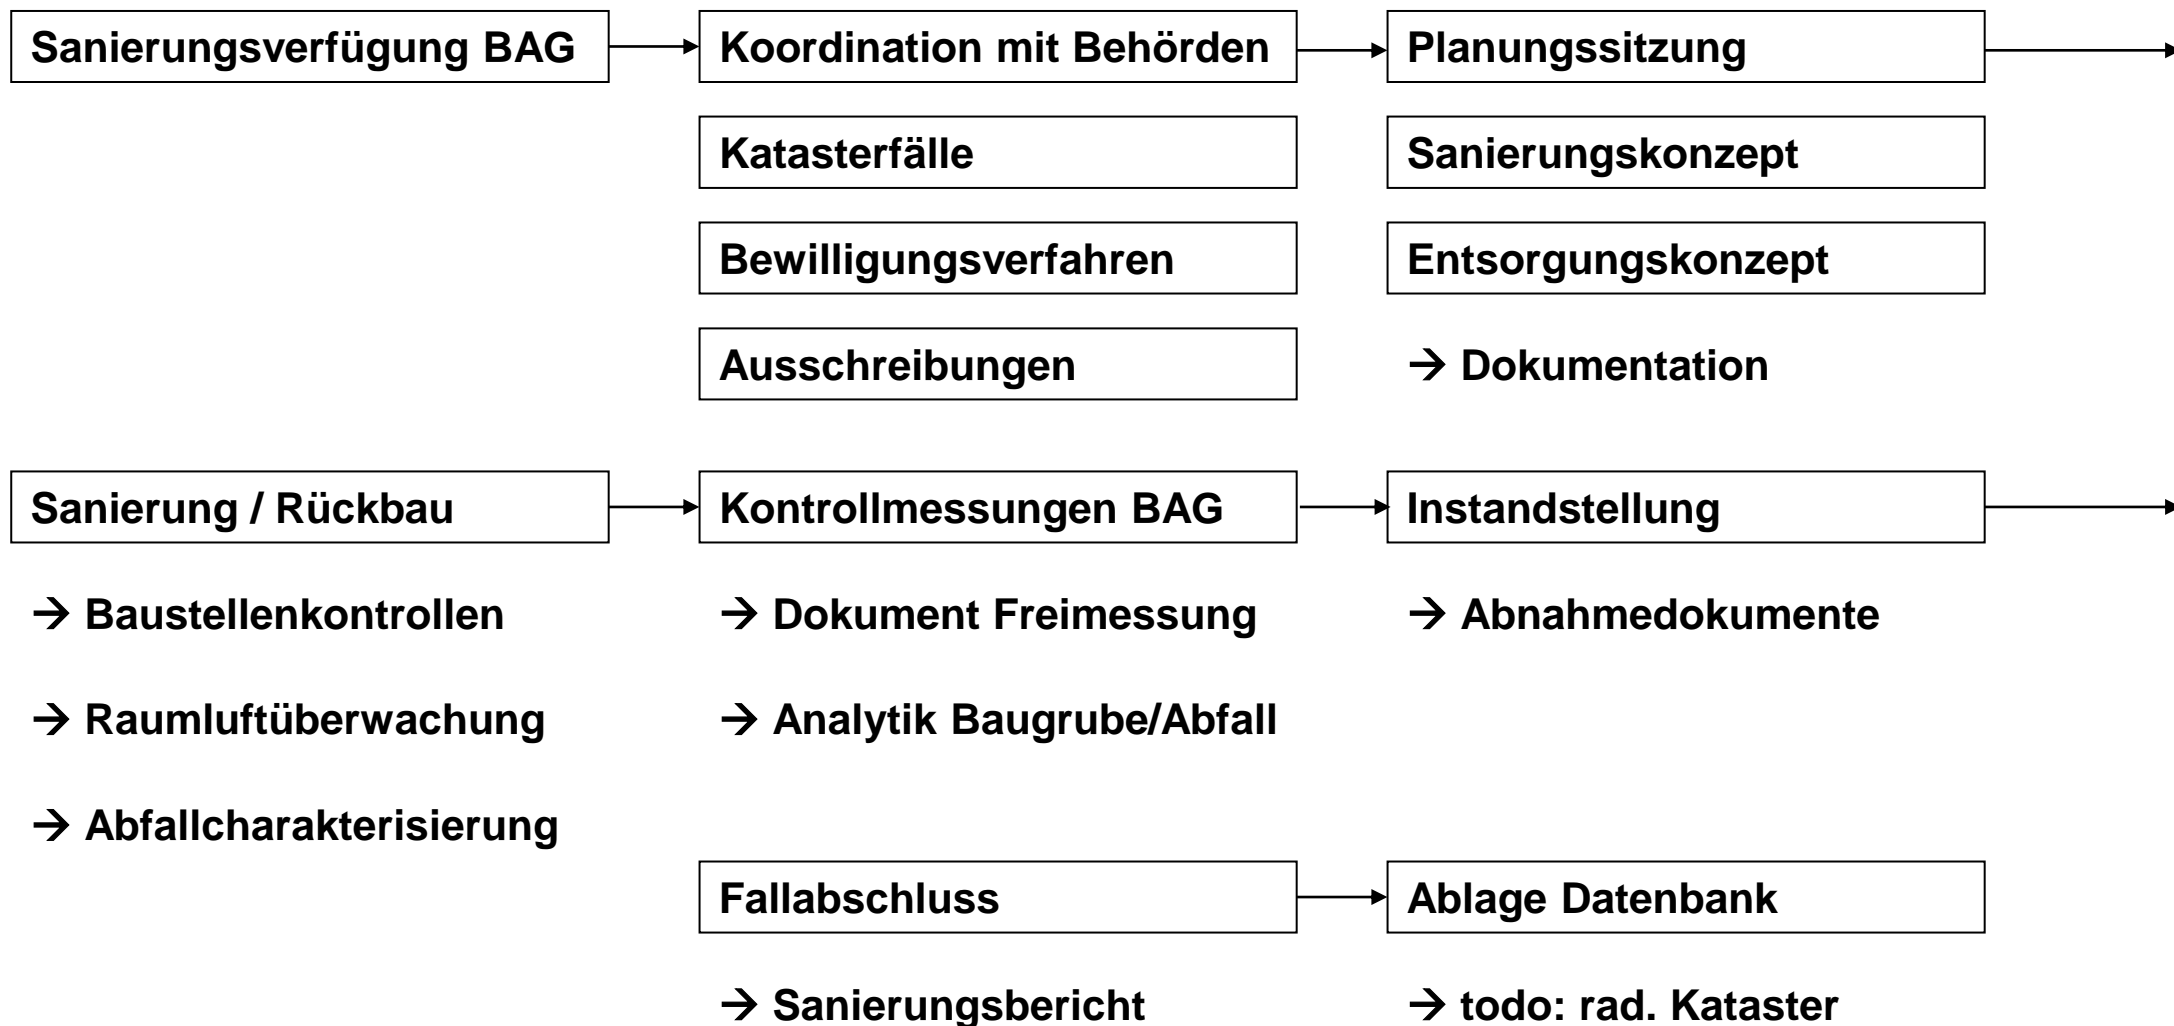 Sanierungsverfügung BAG
Koordination mit Behörden
Planungssitzung
Katasterfälle
Sanierungskonzept
Bewilligungsverfahren
Entsorgungskonzept
Ausschreibungen
→ Dokumentation
Sanierung / Rückbau
Kontrollmessungen BAG
Instandstellung
→ Baustellenkontrollen
→ Dokument Freimessung
→ Abnahmedokumente
→ Raumluftüberwachung
→ Analytik Baugrube/Abfall
→ Abfallcharakterisierung
Fallabschluss
Ablage Datenbank
→ Sanierungsbericht
→ todo: rad. Kataster